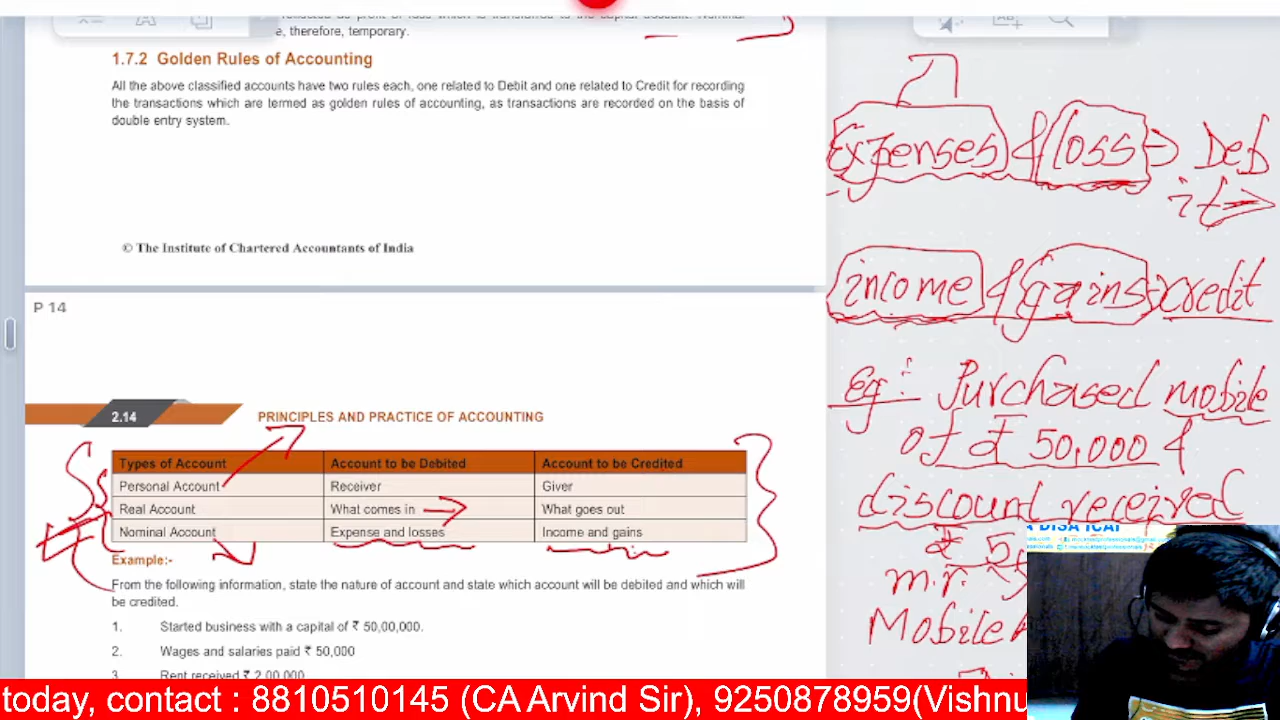 e, therefore, temporary.
1.7.2 Golden Rules of Accounting
All the above classified accounts have two rules each, one related to Debit and one related to Credit for recording
the transactions which are termed as golden rules of accounting, as transactions are recorded on the basis of
double entry system.
© The Institute of Chartered Accountants of India
P 14
2.14 PRINCIPLES AND PRACTICE OF ACCOUNTING
Types of Account Account to be Debited Account to be Credited
Personal Account Receiver Giver
Real Account What comes in What goes out
Nominal Account Expense and losses Income and gains
Example:-
From the following information, state the nature of account and state which account will be debited and which will
be credited.
1. Started business with a capital of ₹ 50,00,000.
2. Wages and salaries paid ₹ 50,000
3. Rent received ₹ 2,00,000
Expenses & loss → Deb
it
income & gains → credit
Eg: Purchased mobile
of ₹ 50,000 &
discount received
₹ 5
m.r.
Mobile
today, contact : 8810510145 (CA Arvind Sir), 9250878959(Vishnu